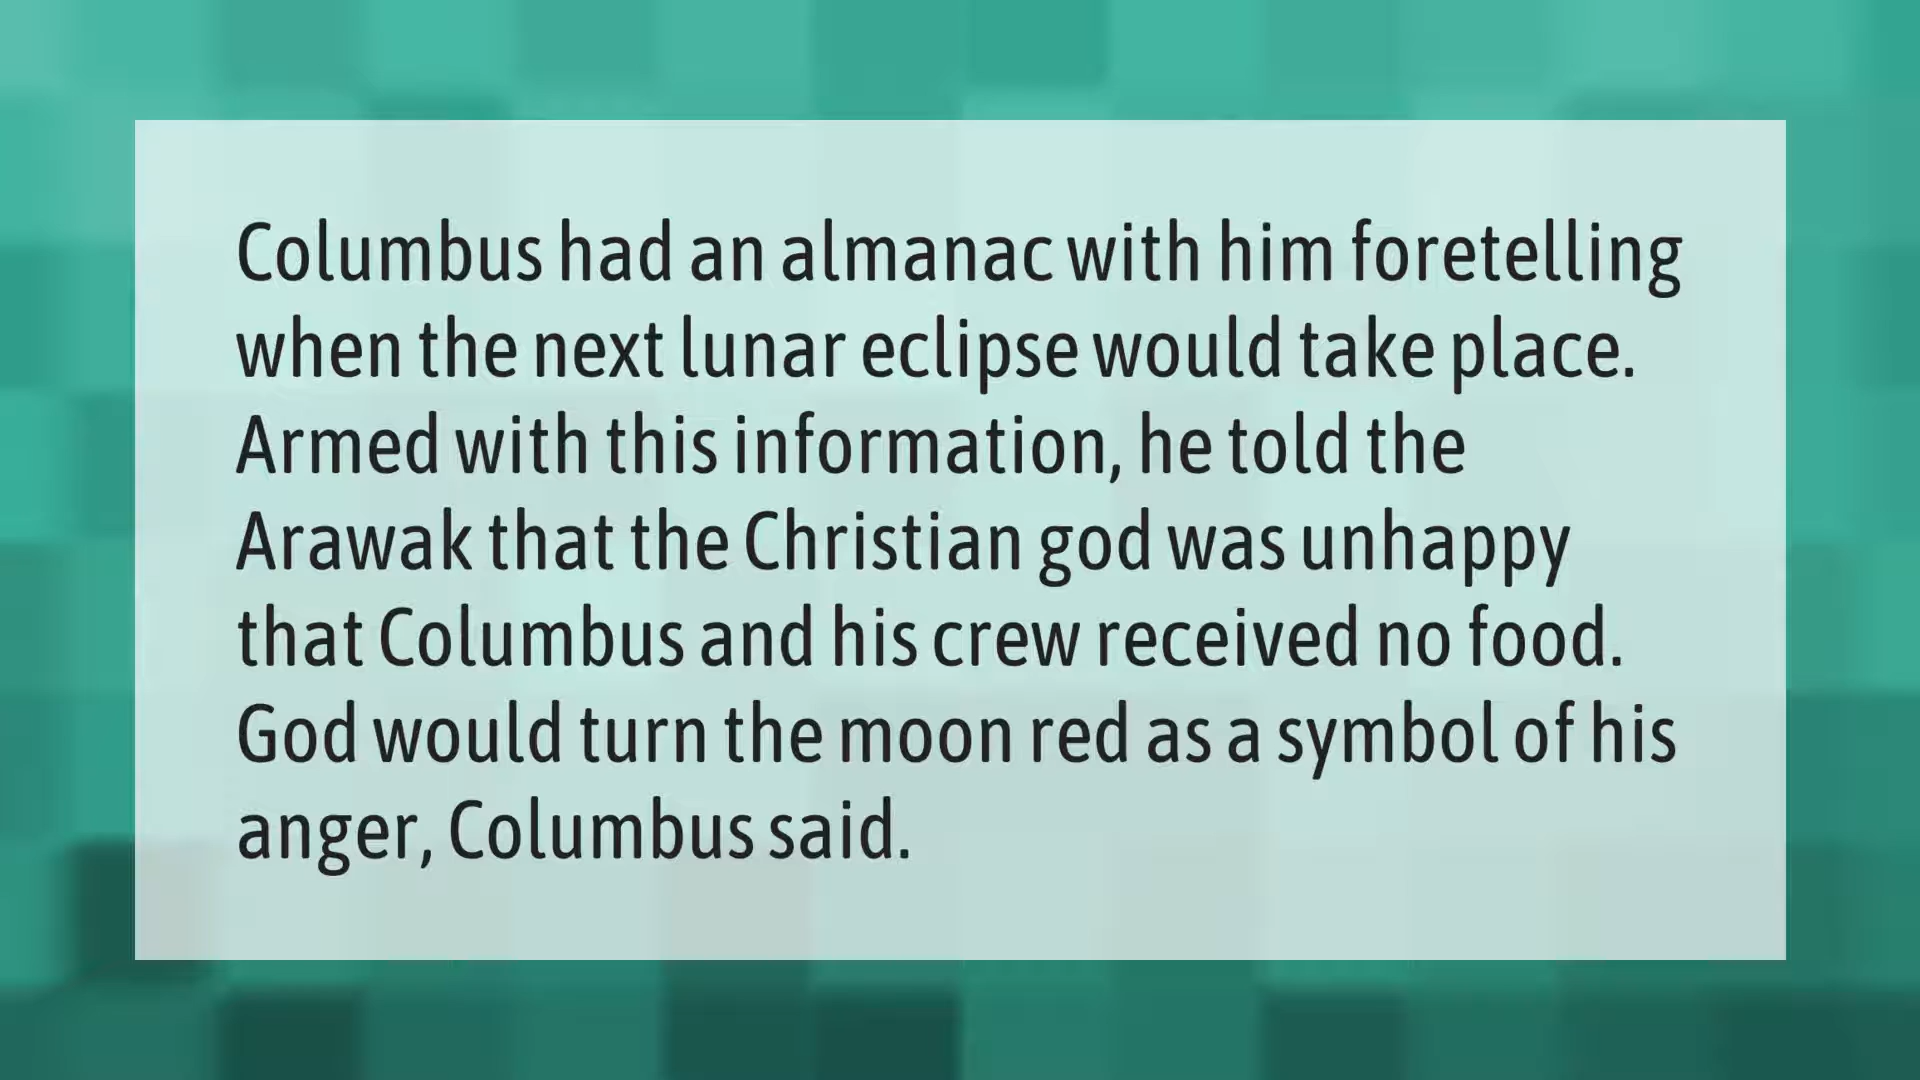 Columbus had an almanac with him foretelling
when the next lunar eclipse would take place.
Armed with this information, he told the
Arawak that the Christian god was unhappy
that Columbus and his crew received no food.
God would turn the moon red as a symbol of his
anger, Columbus said.